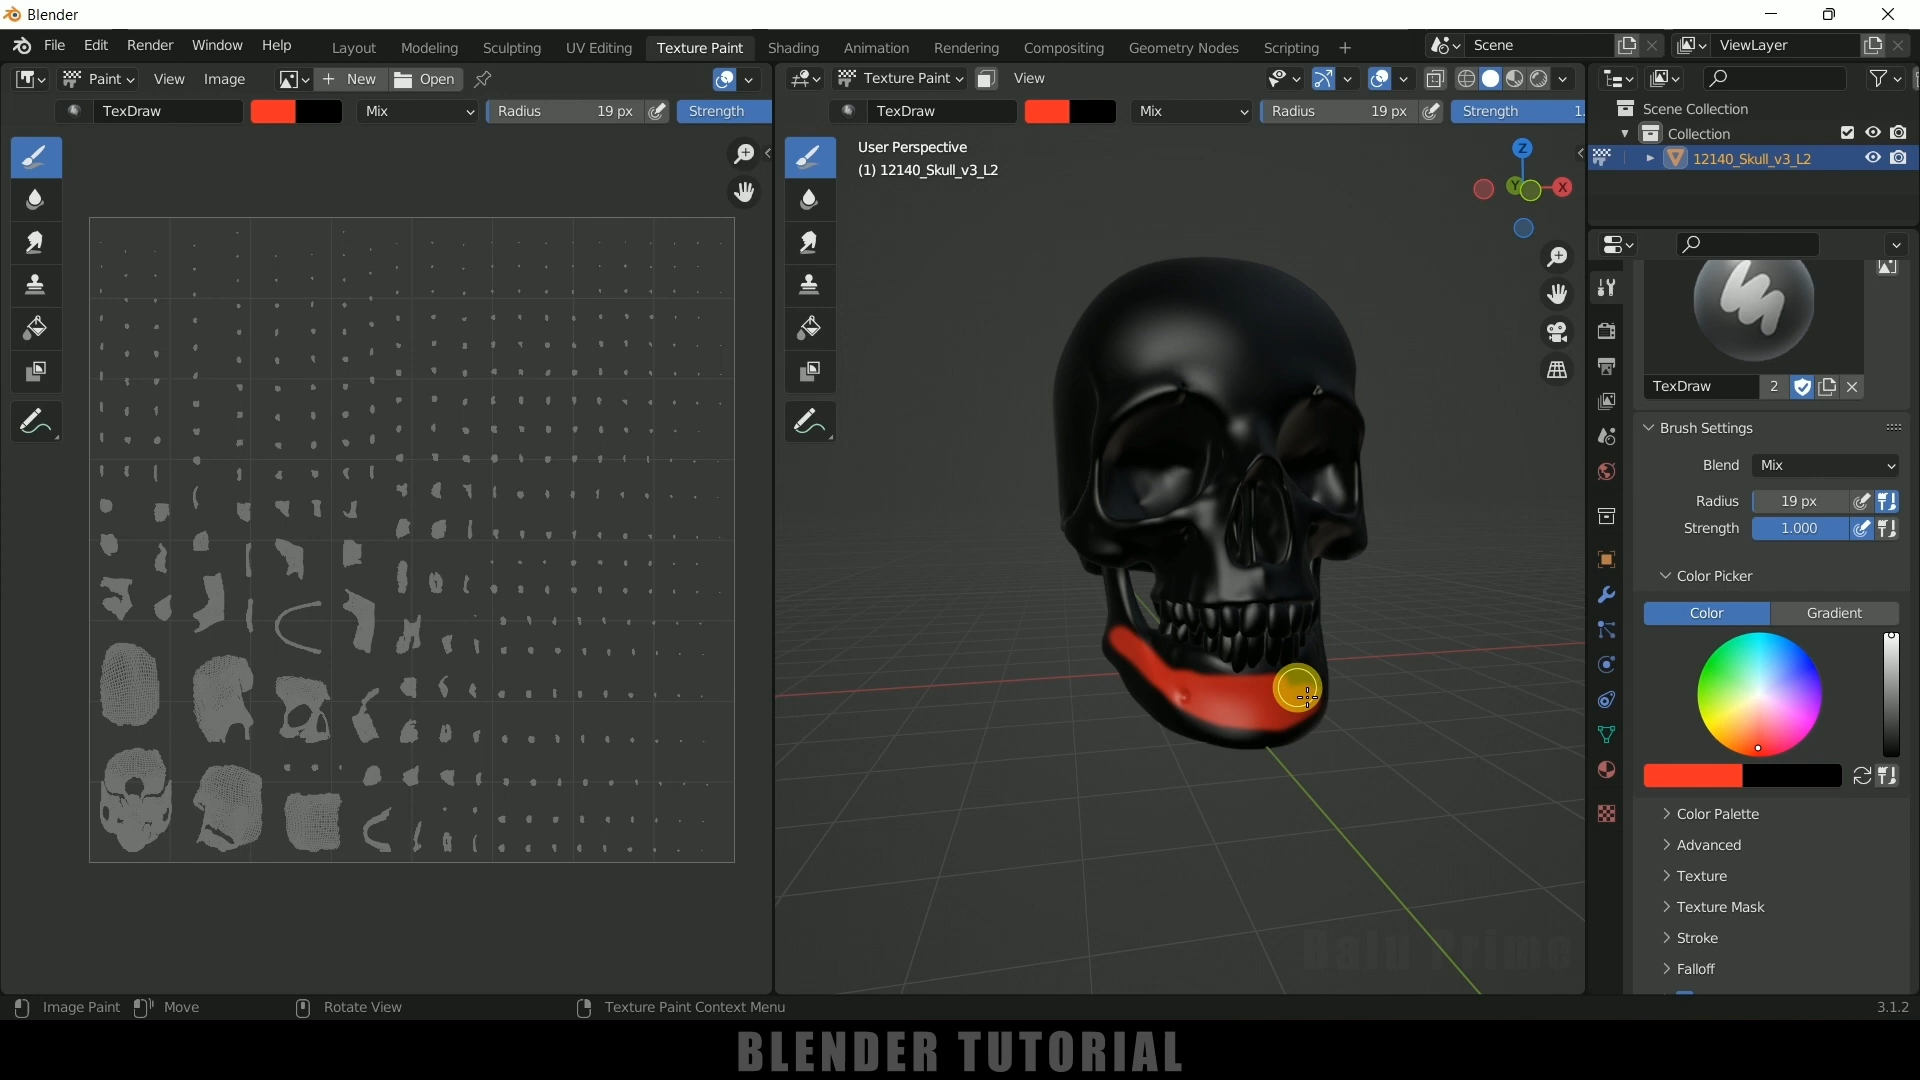 Blender
File Edit Render Window Help Layout Modeling Sculpting UV Editing Texture Paint Shading Animation Rendering Compositing Geometry Nodes Scripting + Scene ViewLayer
Paint View Image + New Open Texture Paint View
TexDraw Mix Radius 19 px Strength TexDraw Mix Radius 19 px Strength 1.
User Perspective
(1) 12140_Skull_v3_L2
Z
Y
X
Scene Collection
Collection
12140_Skull_v3_L2
TexDraw 2
Brush Settings
Blend Mix
Radius 19 px
Strength 1.000
Color Picker
Color Gradient
Color Palette
Advanced
Texture
Texture Mask
Stroke
Falloff
Balu Prime
Image Paint Move Rotate View Texture Paint Context Menu 3.1.2
BLENDER TUTORIAL